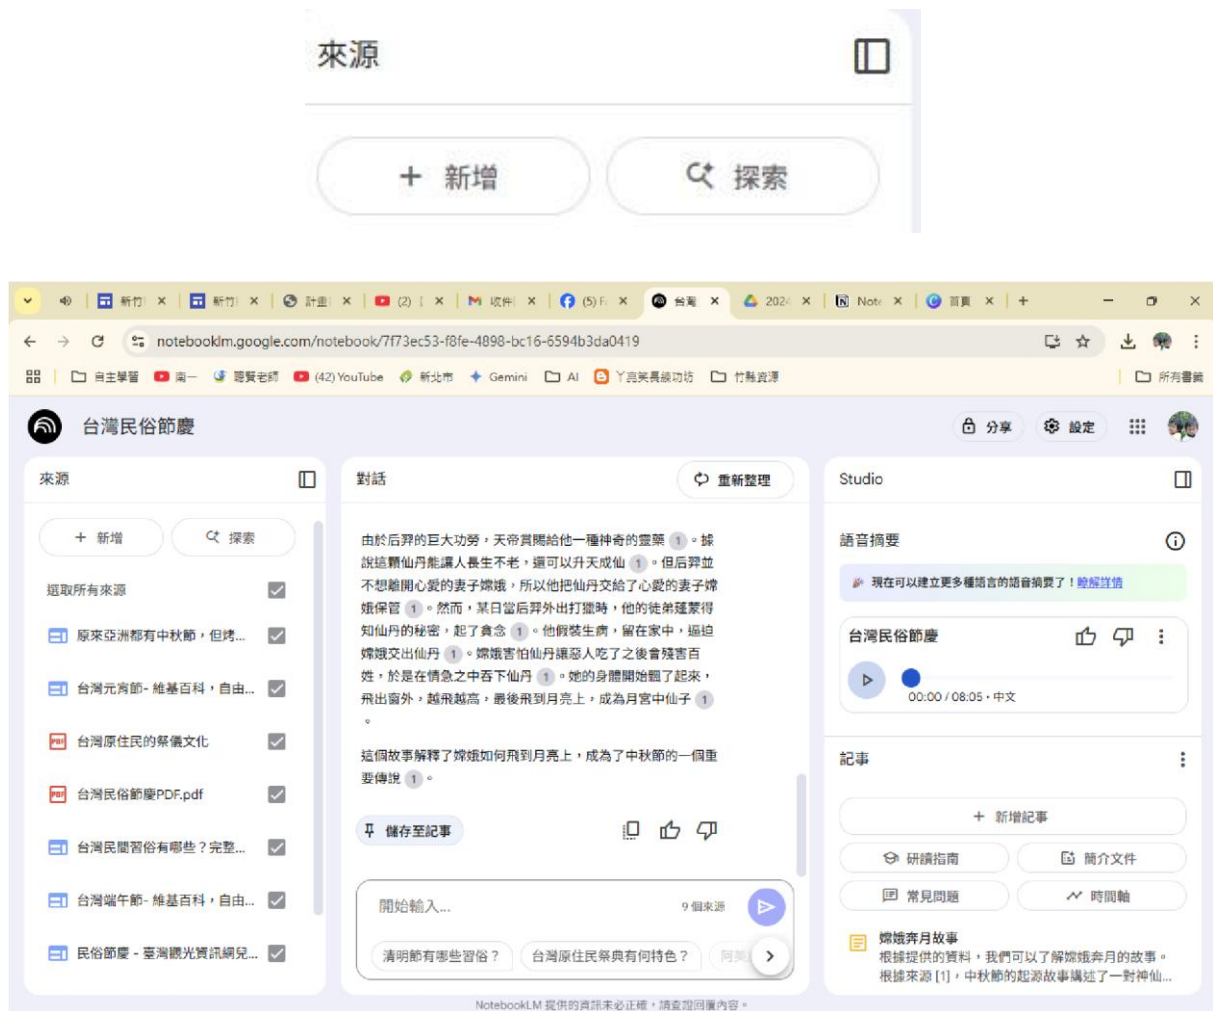 來源
+ 新增
探索
新竹
新竹
計畫
(2)
收件
(5) F
台灣
2024
Note
首頁
notebooklm.google.com/notebook/7f73ec53-f8fe-4898-bc16-6594b3da0419
自主學習
南一
聰賢老師
(42) YouTube
新北市
Gemini
AI
丫亮笑長線功坊
竹縣資源
所有書籤
台灣民俗節慶
分享
設定
來源
+ 新增
探索
選取所有來源
原來亞洲都有中秋節，但烤...
台灣元宵節- 維基百科，自由...
PDF 台灣原住民的祭儀文化
PDF 台灣民俗節慶PDF.pdf
台灣民間習俗有哪些？完整...
台灣端午節- 維基百科，自由...
民俗節慶 - 臺灣觀光資訊網兒...
對話
重新整理
由於后羿的巨大功勞，天帝賞賜給他一種神奇的靈藥 1 。據
說這顆仙丹能讓人長生不老，還可以升天成仙 1 。但后羿並
不想離開心愛的妻子嫦娥，所以他把仙丹交給了心愛的妻子嫦
娥保管 1 。然而，某日當后羿外出打獵時，他的徒弟蓬蒙得
知仙丹的秘密，起了貪念 1 。他假裝生病，留在家中，逼迫
嫦娥交出仙丹 1 。嫦娥害怕仙丹讓惡人吃了之後會殘害百
姓，於是在情急之中吞下仙丹 1 。她的身體開始飄了起來，
飛出窗外，越飛越高，最後飛到月亮上，成為月宮中仙子 1
。
這個故事解釋了嫦娥如何飛到月亮上，成為了中秋節的一個重
要傳說 1 。
儲存至記事
開始輸入...
9 個來源
清明節有哪些習俗？
台灣原住民祭典有何特色？
阿美
NotebookLM 提供的資訊未必正確，請查證回覆內容。
Studio
語音摘要
現在可以建立更多種語言的語音摘要了！瞭解詳情
台灣民俗節慶
00:00 / 08:05 • 中文
記事
+ 新增記事
研讀指南
簡介文件
常見問題
時間軸
嫦娥奔月故事
根據提供的資料，我們可以了解嫦娥奔月的故事。
根據來源 [1]，中秋節的起源故事講述了一對神仙...